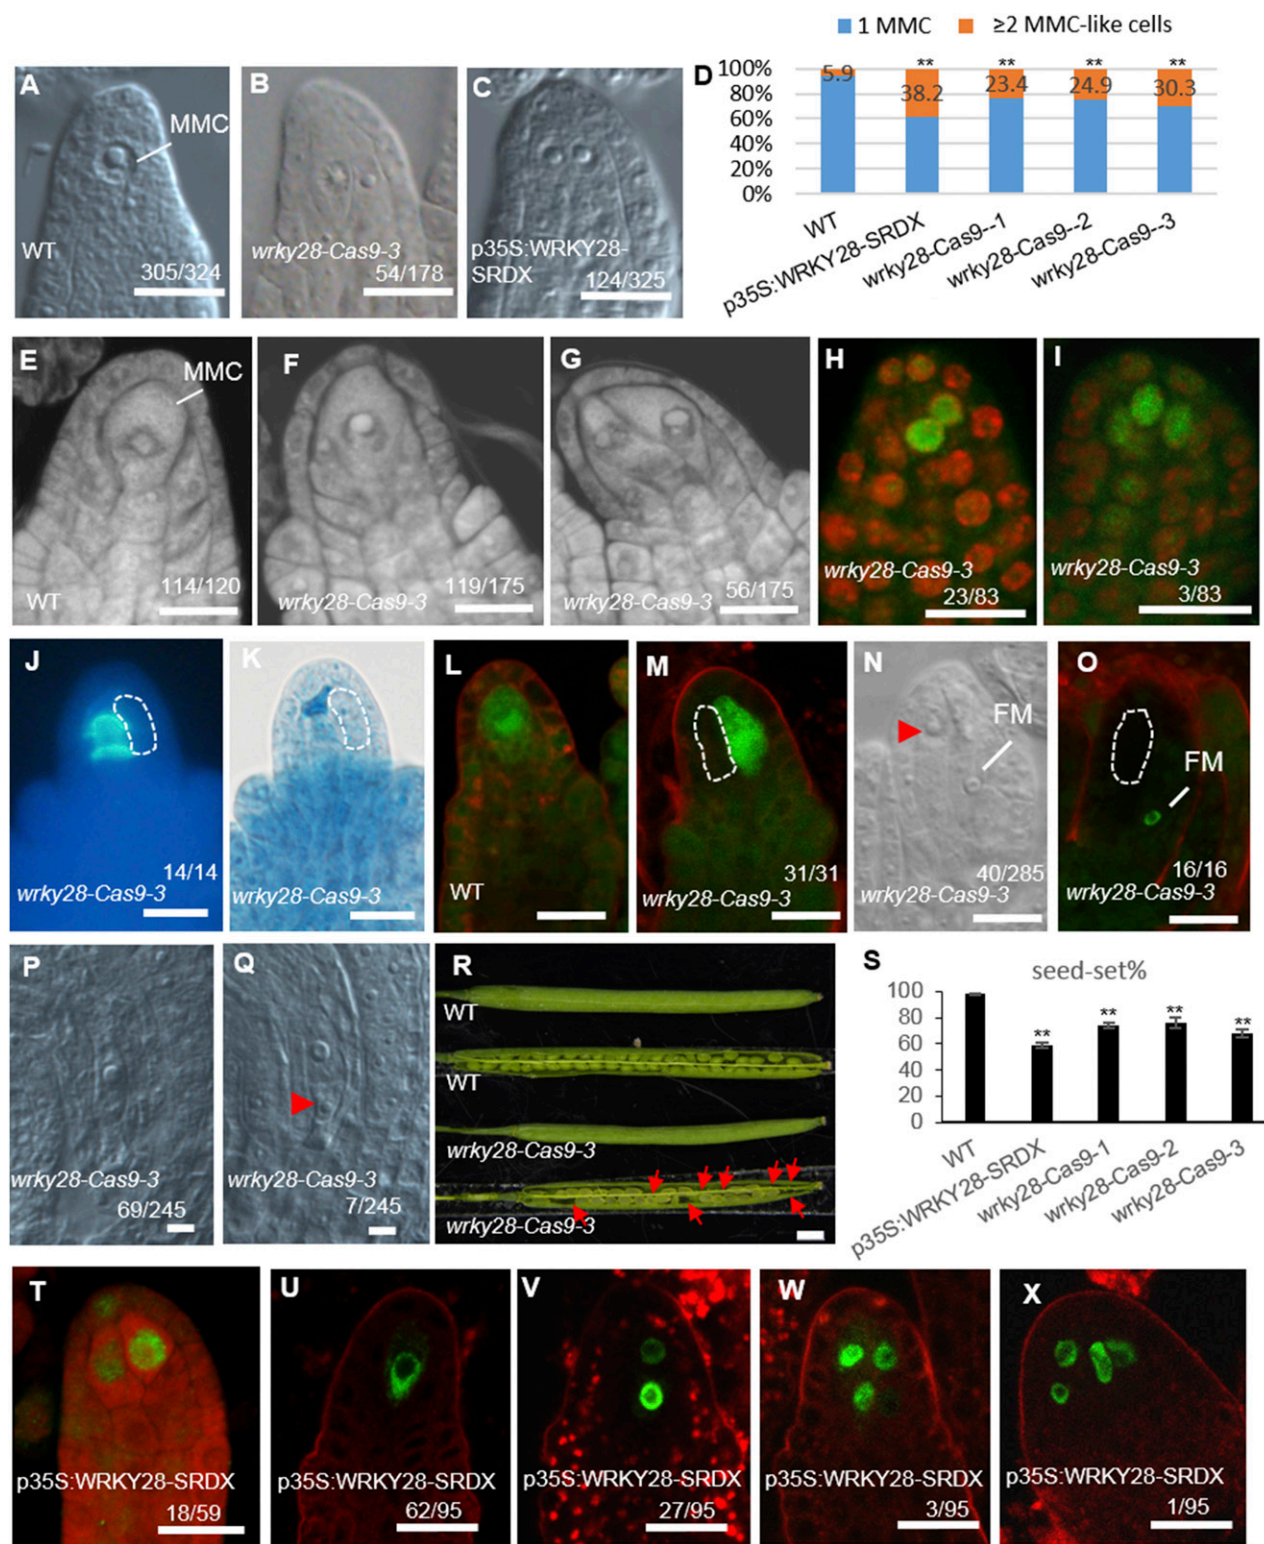 1 MMC ≥2 MMC-like cells
A
MMC
WT
305/324
B
wrky28-Cas9-3
54/178
C
p35S:WRKY28-
SRDX
124/325
D
** ** ** **
100%
80%
60%
40%
20%
0%
5.9
38.2
23.4
24.9
30.3
WT
p35S:WRKY28-SRDX
wrky28-Cas9--1
wrky28-Cas9--2
wrky28-Cas9--3
E
MMC
114/120
WT
F
119/175
wrky28-Cas9-3
G
56/175
wrky28-Cas9-3
H
wrky28-Cas9-3
23/83
I
wrky28-Cas9-3
3/83
J
14/14
wrky28-Cas9-3
K
wrky28-Cas9-3
L
WT
M
31/31
wrky28-Cas9-3
N
FM
40/285
wrky28-Cas9-3
O
FM
16/16
wrky28-Cas9-3
P
wrky28-Cas9-3
69/245
Q
wrky28-Cas9-3
7/245
R
WT
WT
wrky28-Cas9-3
wrky28-Cas9-3
S
seed-set%
100
80
60
40
20
0
**
**
**
**
WT
p35S:WRKY28-SRDX
wrky28-Cas9-1
wrky28-Cas9-2
wrky28-Cas9-3
T
p35S:WRKY28-SRDX
18/59
U
p35S:WRKY28-SRDX
62/95
V
p35S:WRKY28-SRDX
27/95
W
p35S:WRKY28-SRDX
3/95
X
p35S:WRKY28-SRDX
1/95